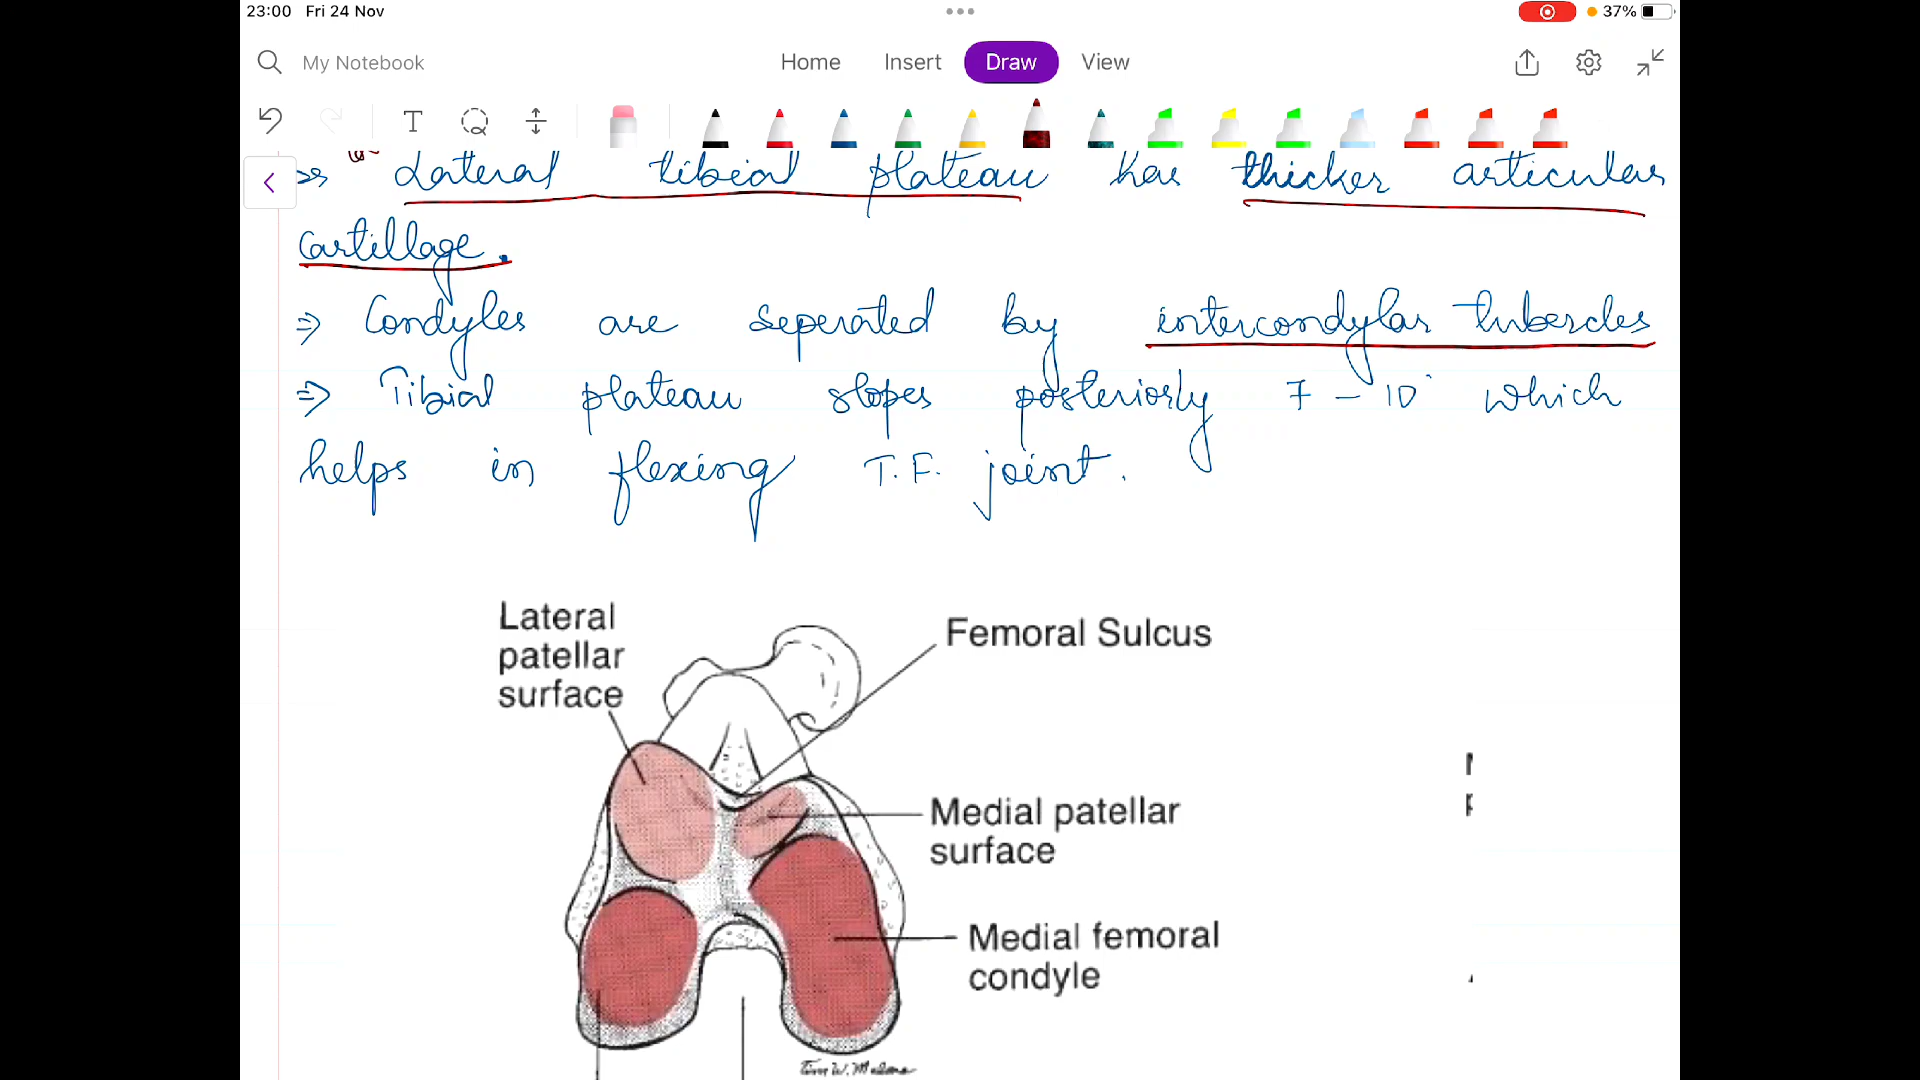 23:00 Fri 24 Nov
37%
My Notebook
Home Insert Draw View
T
Lateral tibial plateau has thicker articular
cartillage.
⇒ Condyles are seperated by intercondylar tubercles
⇒ Tibial plateau slopes posteriorly 7 - 10° which
helps in flexing T.F. joint.
Lateral
patellar
surface
Femoral Sulcus
Medial patellar
surface
Medial femoral
condyle